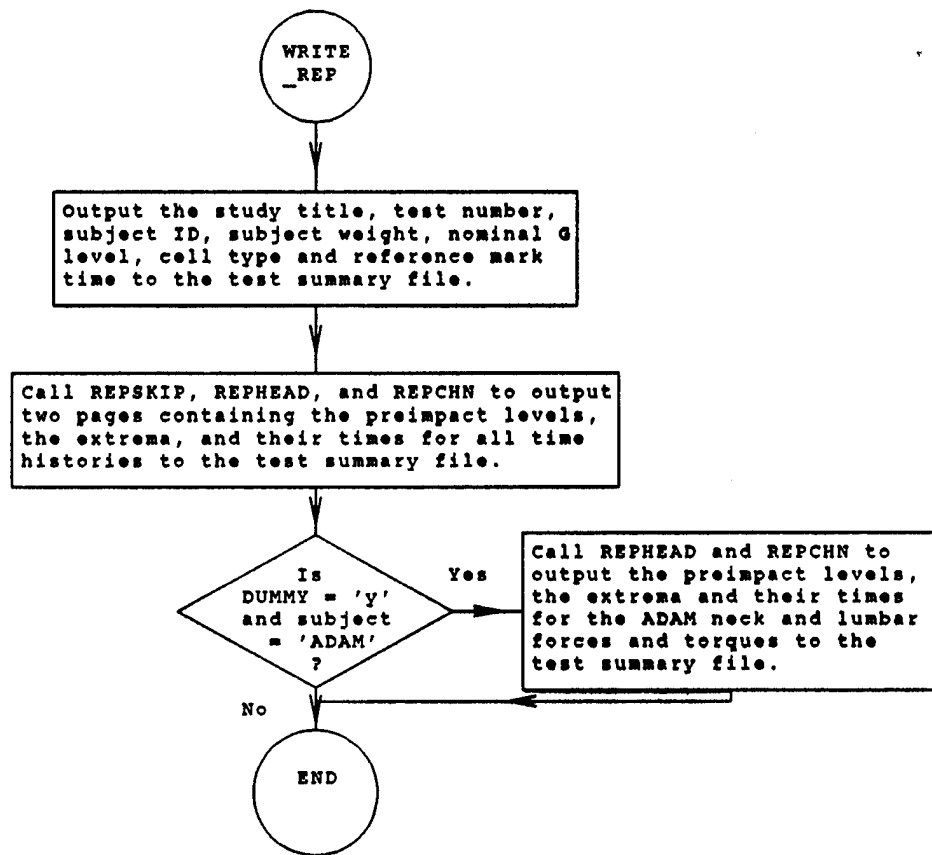 WRITE
_REP
Output the study title, test number,
subject ID, subject weight, nominal G
level, cell type and reference mark
time to the test summary file.
Call REPSKIP, REPHEAD, and REPCHN to output
two pages containing the preimpact levels,
the extrema, and their times for all time
histories to the test summary file.
Is
DUMMY = 'y'
and subject
= 'ADAM'
?
Yes
Call REPHEAD and REPCHN to
output the preimpact levels,
the extrema and their times
for the ADAM neck and lumbar
forces and torques to the
test summary file.
No
END